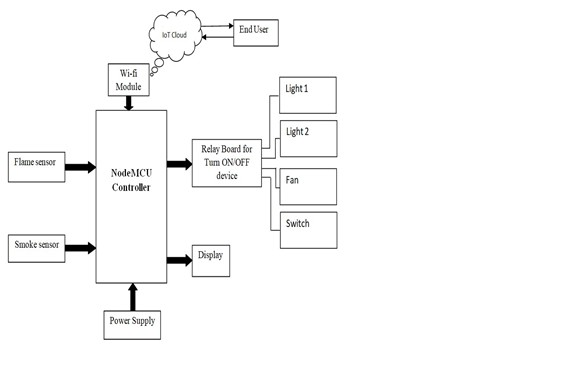 IoT Cloud
End User
Wi-fi
Module
Light 1
Light 2
Relay Board for
Turn ON/OFF
device
Flame sensor
NodeMCU
Controller
Fan
Switch
Smoke sensor
Display
Power Supply